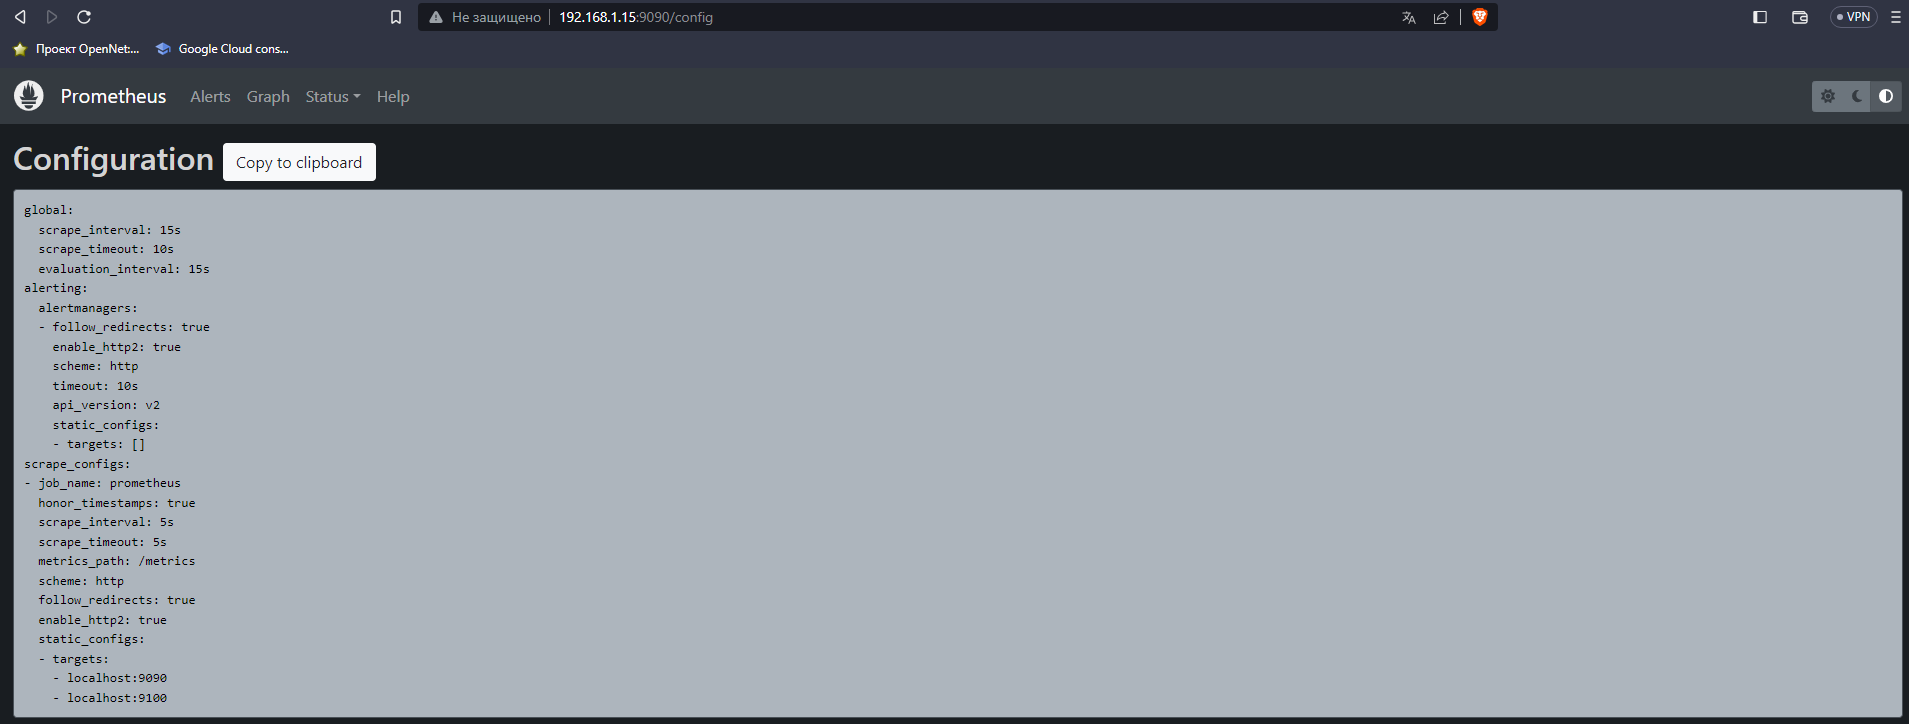 Не защищено 192.168.1.15:9090/config VPN
Проект OpenNet:... Google Cloud cons...
Prometheus Alerts Graph Status Help
Configuration Copy to clipboard
global:
  scrape_interval: 15s
  scrape_timeout: 10s
  evaluation_interval: 15s
alerting:
  alertmanagers:
  - follow_redirects: true
    enable_http2: true
    scheme: http
    timeout: 10s
    api_version: v2
    static_configs:
    - targets: []
scrape_configs:
- job_name: prometheus
  honor_timestamps: true
  scrape_interval: 5s
  scrape_timeout: 5s
  metrics_path: /metrics
  scheme: http
  follow_redirects: true
  enable_http2: true
  static_configs:
  - targets:
    - localhost:9090
    - localhost:9100